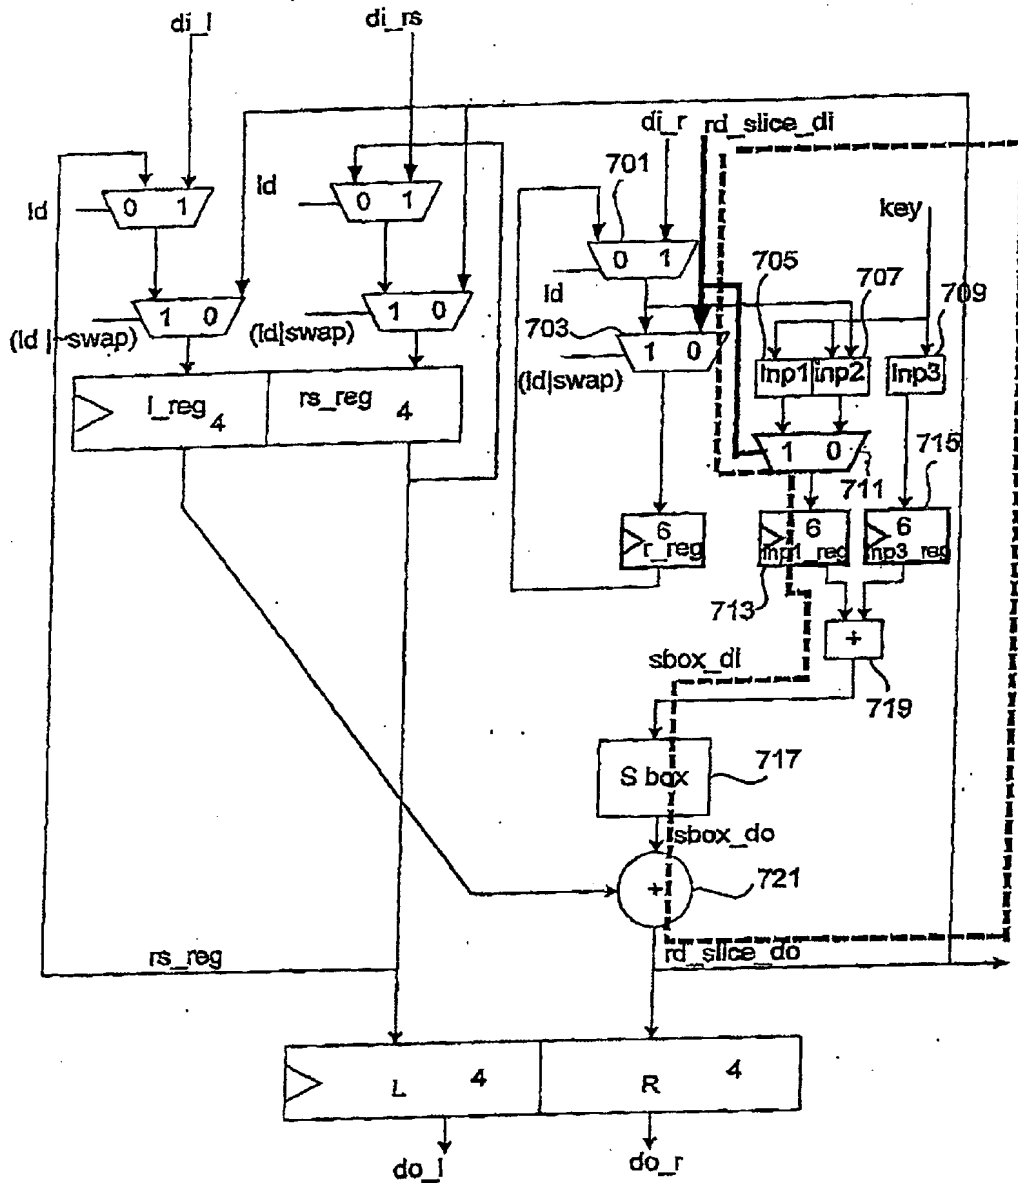 di_l
di_rs
di_r
rd_slice_di
701
key
ld
0 1
ld
0 1
0 1
705
707
709
ld
1 0
1 0
703
1 0
(ld |~swap)
(ld|swap)
(ld|swap)
inp1
inp2
inp3
l_reg
4
rs_reg
4
1 0
711
715
6
r_reg
6
inp1_reg
6
inp3_reg
713
+
719
sbox_di
S box
717
sbox_do
+
721
rs_reg
rd_slice_do
L
4
R
4
do_l
do_r